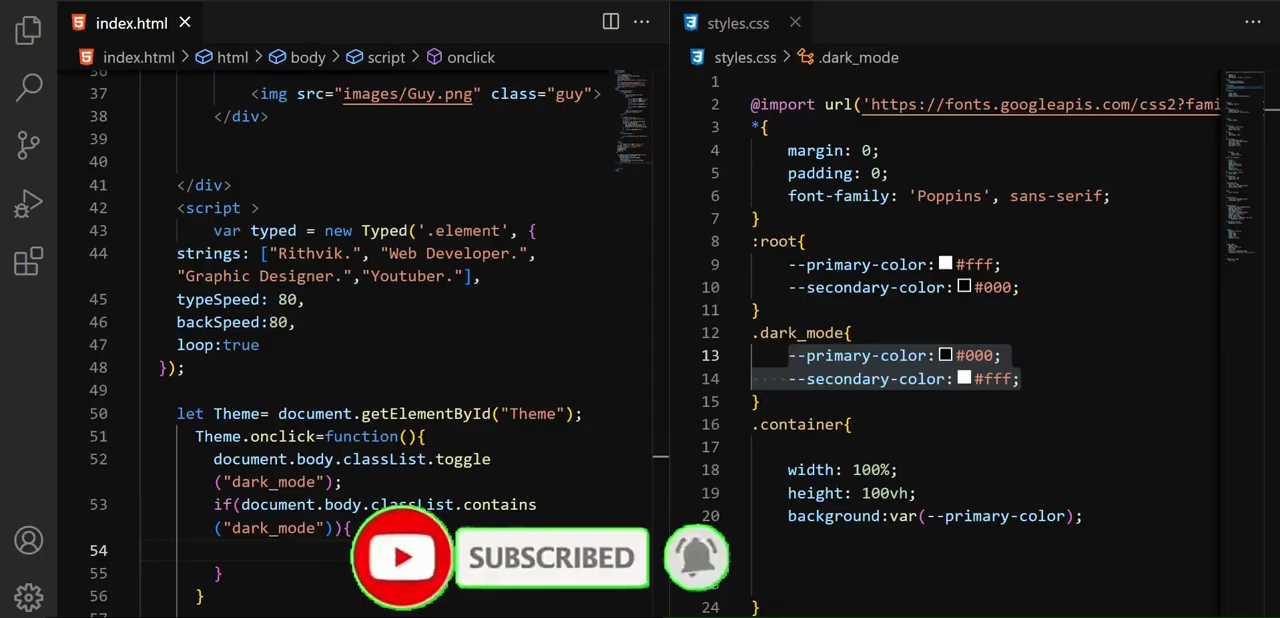 index.html
index.html > html > body > script > onclick
36
37 <img src="images/Guy.png" class="guy">
38 </div>
39
40
41 </div>
42 <script >
43 var typed = new Typed('.element', {
44 strings: ["Rithvik.", "Web Developer.",
"Graphic Designer.","Youtuber."],
45 typeSpeed: 80,
46 backSpeed:80,
47 loop:true
48 });
49
50 let Theme= document.getElementById("Theme");
51 Theme.onclick=function(){
52 document.body.classList.toggle
("dark_mode");
53 if(document.body.classList.contains
("dark_mode")){
54
55 }
56 }
57
SUBSCRIBED
styles.css
styles.css > .dark_mode
1
2 @import url('https://fonts.googleapis.com/css2?fami
3 *{
4 margin: 0;
5 padding: 0;
6 font-family: 'Poppins', sans-serif;
7 }
8 :root{
9 --primary-color: #fff;
10 --secondary-color: #000;
11 }
12 .dark_mode{
13 --primary-color: #000;
14 --secondary-color: #fff;
15 }
16 .container{
17
18 width: 100%;
19 height: 100vh;
20 background:var(--primary-color);
24 }